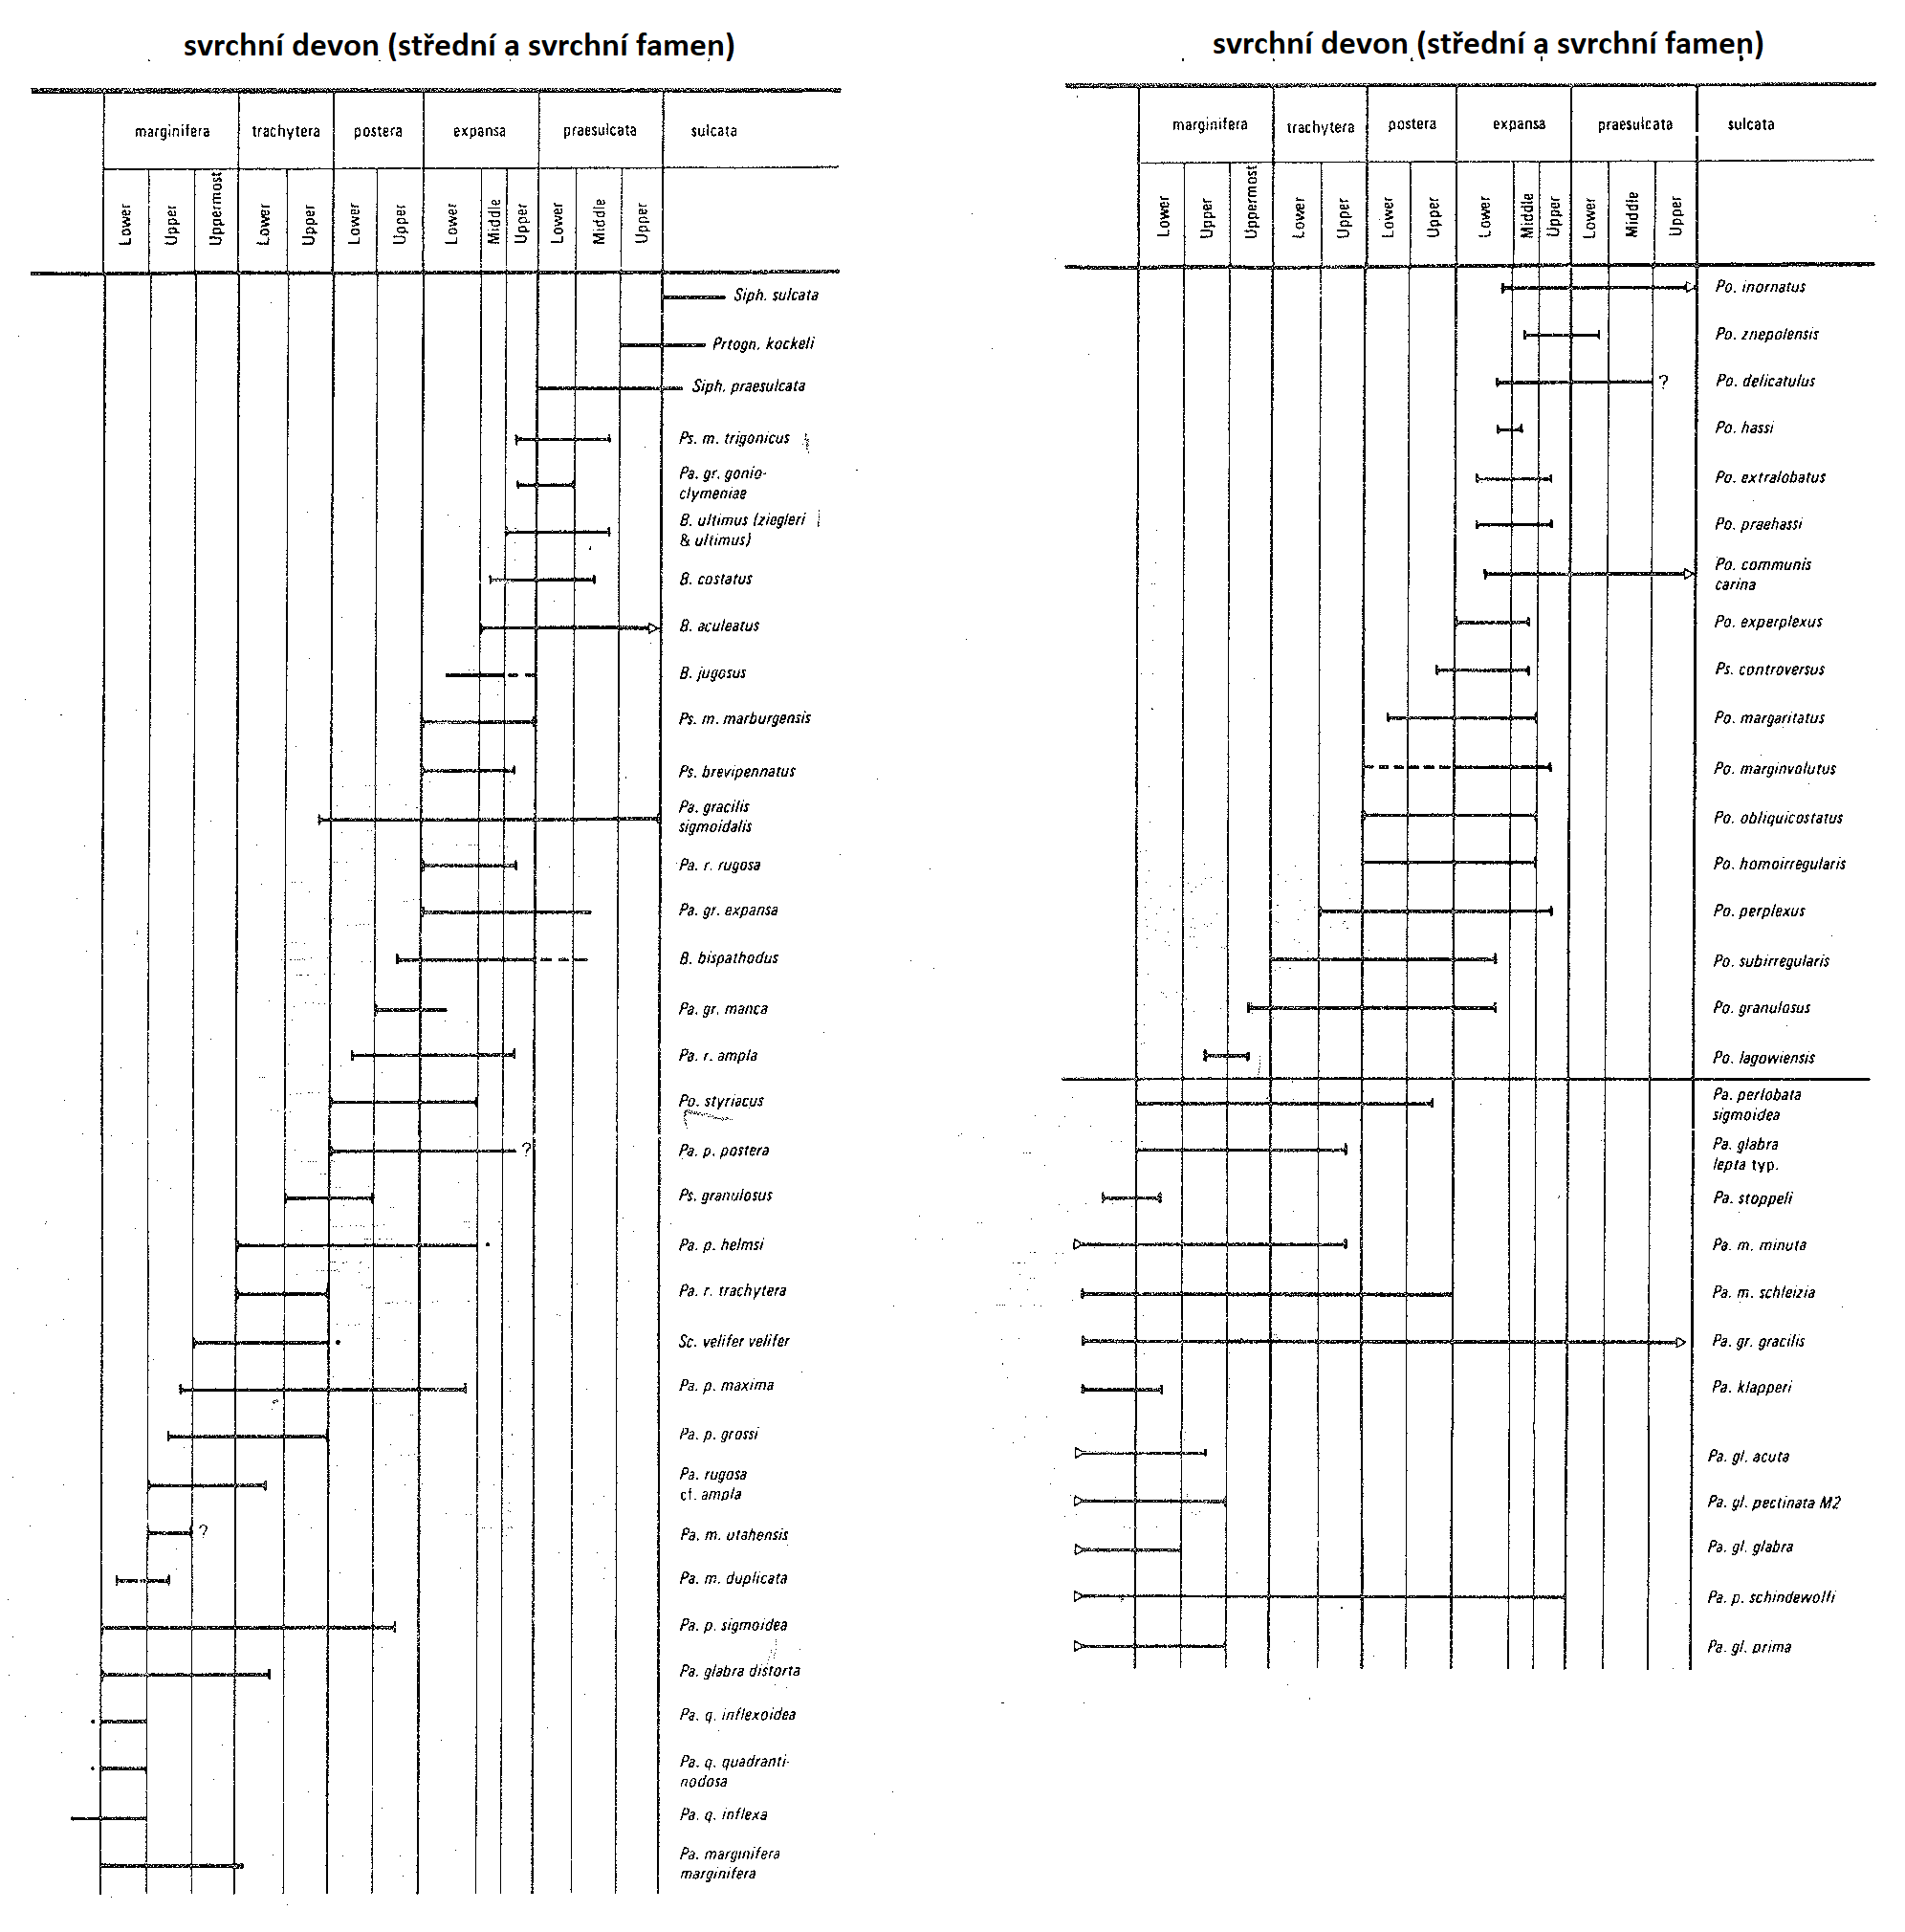 svrchní devon (střední a svrchní famen)
marginifera
trachytera
postera
expansa
praesulcata
sulcata
Lower
Upper
Uppermost
Lower
Upper
Lower
Upper
Lower
Middle
Upper
Lower
Middle
Upper
Siph. sulcata
Prtogn. kockeli
Siph. praesulcata
Ps. m. trigonicus
Pa. gr. gonio-
clymeniae
B. ultimus (ziegleri
& ultimus)
B. costatus
B. aculeatus
B. jugosus
Ps. m. marburgensis
Ps. brevipennatus
Pa. gracilis
sigmoidalis
Pa. r. rugosa
Pa. gr. expansa
B. bispathodus
Pa. gr. manca
Pa. r. ampla
Po. styriacus
Pa. p. postera
?
Ps. granulosus
Pa. p. helmsi
Pa. r. trachytera
Sc. velifer velifer
Pa. p. maxima
Pa. p. grossi
Pa. rugosa
cf. ampla
Pa. m. utahensis
?
Pa. m. duplicata
Pa. p. sigmoidea
Pa. glabra distorta
Pa. q. inflexoidea
Pa. q. quadranti-
nodosa
Pa. q. inflexa
Pa. marginifera
marginifera
svrchní devon (střední a svrchní famen)
marginifera
trachytera
postera
expansa
praesulcata
sulcata
Lower
Upper
Uppermost
Lower
Upper
Lower
Upper
Lower
Middle
Upper
Lower
Middle
Upper
Po. inornatus
Po. znepolensis
?
Po. delicatulus
Po. hassi
Po. extralobatus
Po. praehassi
Po. communis
carina
Po. experplexus
Ps. controversus
Po. margaritatus
Po. marginvolutus
Po. obliquicostatus
Po. homoirregularis
Po. perplexus
Po. subirregularis
Po. granulosus
Po. lagowiensis
Pa. perlobata
sigmoidea
Pa. glabra
lepta typ.
Pa. stoppeli
Pa. m. minuta
Pa. m. schleizia
Pa. gr. gracilis
Pa. klapperi
Pa. gl. acuta
Pa. gl. pectinata M2
Pa. gl. glabra
Pa. p. schindewolfi
Pa. gl. prima